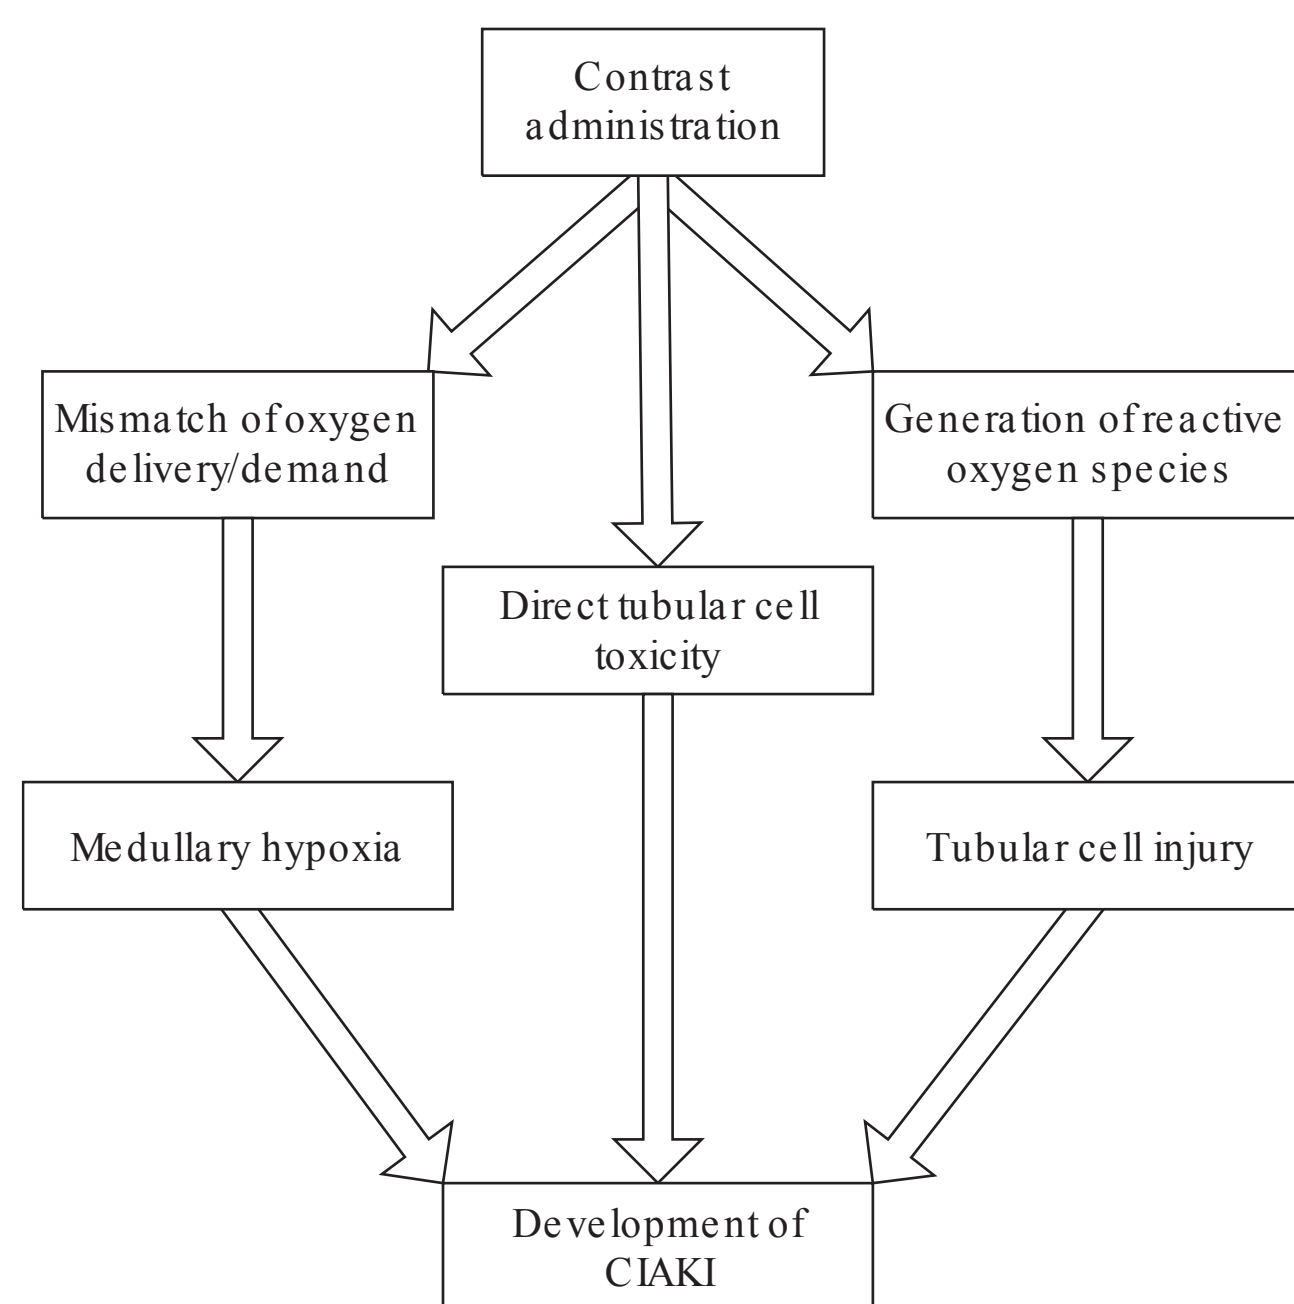 Contrast
administration
Mismatch of oxygen
delivery/demand
Generation of reactive
oxygen species
Direct tubular cell
toxicity
Medullary hypoxia
Tubular cell injury
Development of
CIAKI